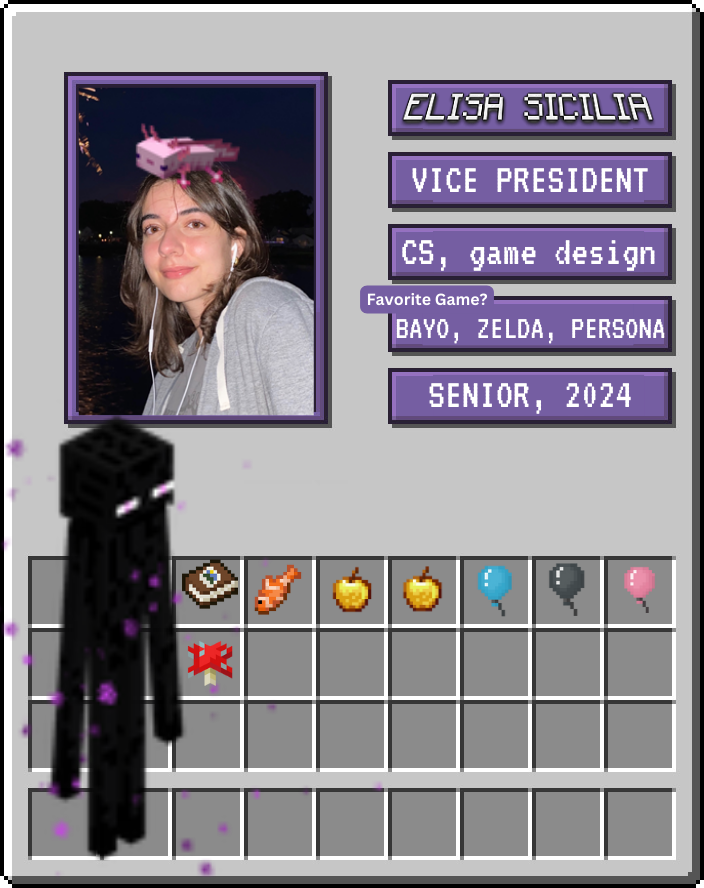 ELISA SICILIA
VICE PRESIDENT
CS, game design
Favorite Game?
BAYO, ZELDA, PERSONA
SENIOR, 2024